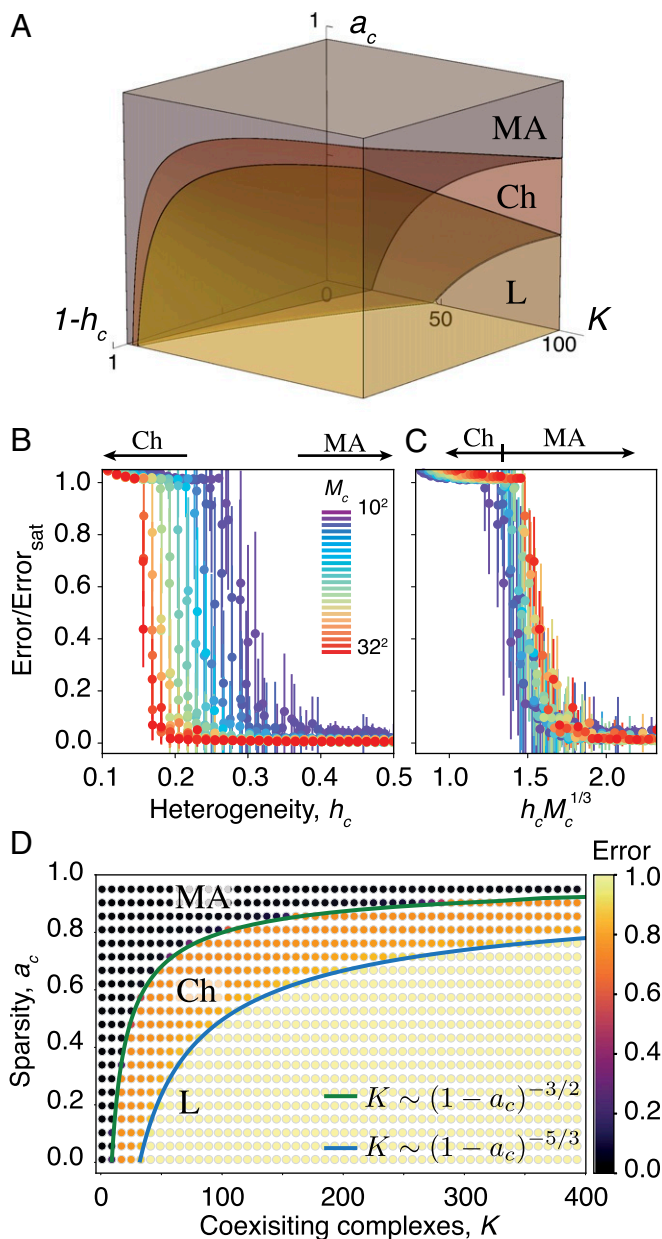 A
1
a_c
MA
Ch
L
0
50
100
K
1-h_c
1
B
Ch
MA
C
Ch
MA
M_c
10^2
32^2
Error/Error_sat
1.0
0.8
0.6
0.4
0.2
0.0
0.1
0.2
0.3
0.4
0.5
Heterogeneity, h_c
1.0
1.5
2.0
h_cM_c^{1/3}
D
Error
MA
Ch
L
K ∼ (1 − a_c)^{−3/2}
K ∼ (1 − a_c)^{−5/3}
Sparsity, a_c
1.0
0.8
0.6
0.4
0.2
0.0
0
100
200
300
400
Coexisiting complexes, K
1.0
0.8
0.6
0.4
0.2
0.0